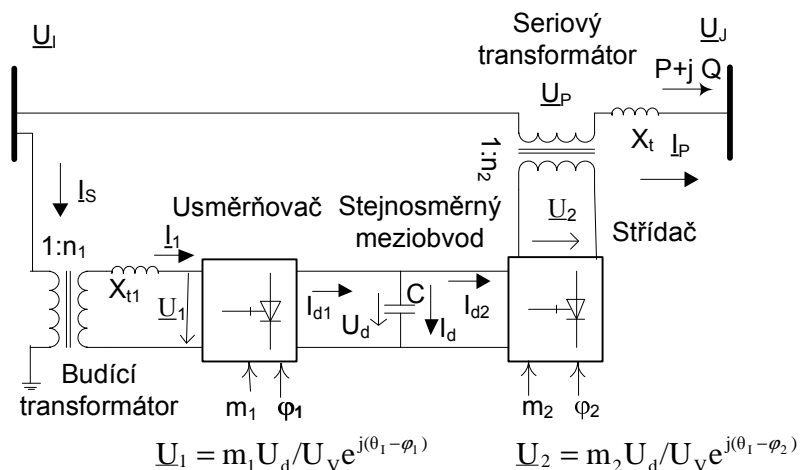 U_I
Seriový
transformátor
U_J
P+j Q
U_P
X_t
I_P
1:n_2
I_S
Usměrňovač
Stejnosměrný
meziobvod
U_2
Střídač
1:n_1
I_1
X_t1
U_1
I_d1
U_d
C
I_d
I_d2
Budící
transformátor
m_1 φ_1
m_2 φ_2
U_1 = m_1U_d/U_V e^j(θ_I−φ_1)
U_2 = m_2U_d/U_V e^j(θ_I−φ_2)